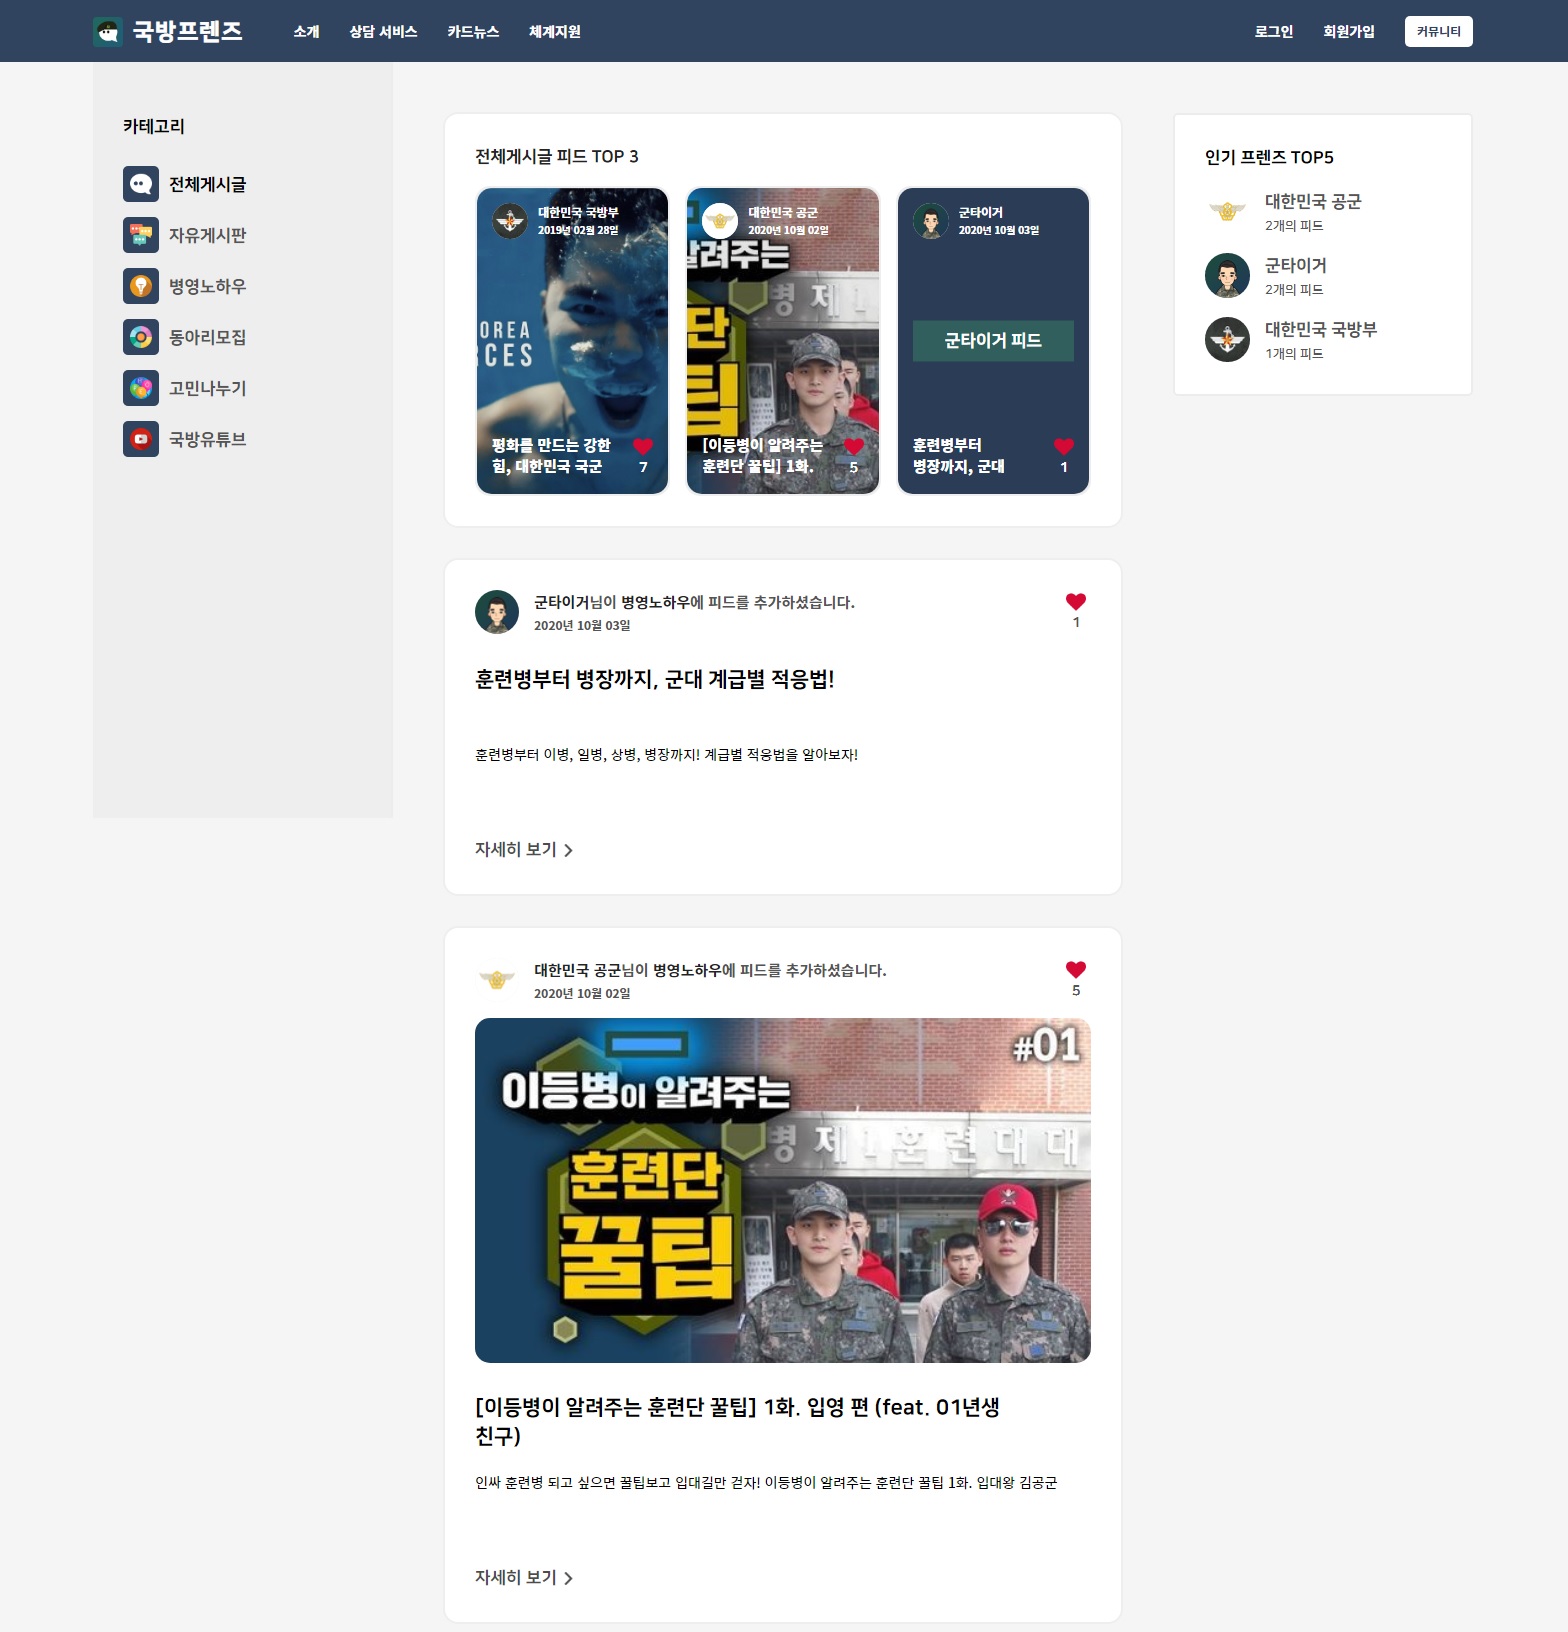 국방프렌즈
소개
상담 서비스
카드뉴스
체계지원
로그인
회원가입
커뮤니티
카테고리
전체게시글
자유게시판
병영노하우
동아리모집
고민나누기
국방유튜브
전체게시글 피드 TOP 3
대한민국 국방부
2019년 02월 28일
OREA
CES
평화를 만드는 강한
힘, 대한민국 국군
7
대한민국 공군
2020년 10월 02일
알려주는
병 제 1
단
팁
[이등병이 알려주는
훈련단 꿀팁] 1화.
5
군타이거
2020년 10월 03일
군타이거 피드
훈련병부터
병장까지, 군대
1
인기 프렌즈 TOP5
대한민국 공군
2개의 피드
군타이거
2개의 피드
대한민국 국방부
1개의 피드
군타이거님이 병영노하우에 피드를 추가하셨습니다.
2020년 10월 03일
1
훈련병부터 병장까지, 군대 계급별 적응법!
훈련병부터 이병, 일병, 상병, 병장까지! 계급별 적응법을 알아보자!
자세히 보기
대한민국 공군님이 병영노하우에 피드를 추가하셨습니다.
2020년 10월 02일
5
#01
이등병이 알려주는
병 제 1 훈 련 대 대
훈련단
꿀팁
[이등병이 알려주는 훈련단 꿀팁] 1화. 입영 편 (feat. 01년생
친구)
인싸 훈련병 되고 싶으면 꿀팁보고 입대길만 걷자! 이등병이 알려주는 훈련단 꿀팁 1화. 입대왕 김공군
자세히 보기